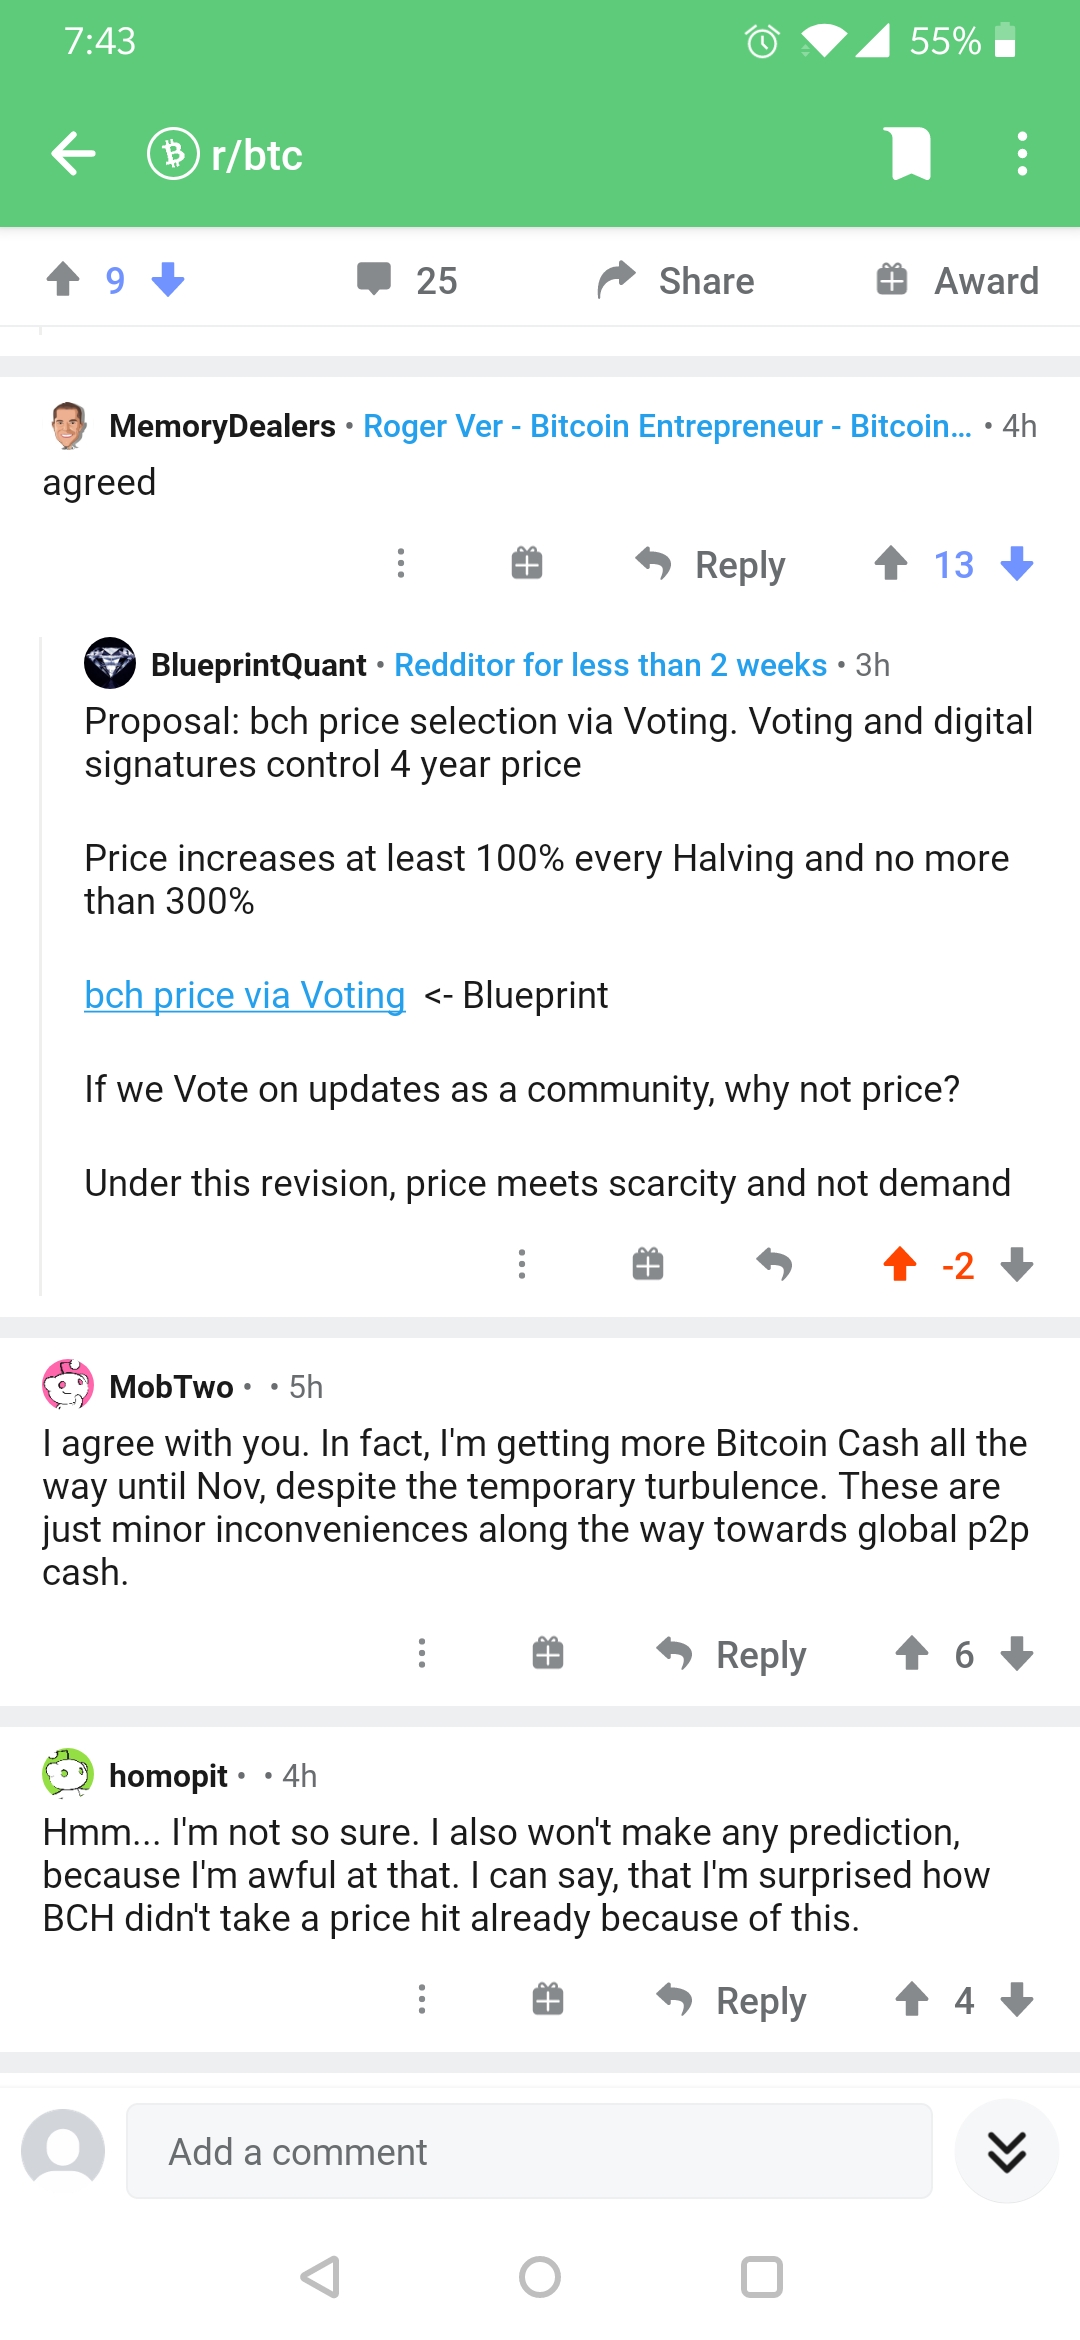 7:43 55%
r/btc
9 25 Share Award
MemoryDealers • Roger Ver - Bitcoin Entrepreneur - Bitcoin... • 4h
agreed
Reply 13
BlueprintQuant • Redditor for less than 2 weeks • 3h
Proposal: bch price selection via Voting. Voting and digital
signatures control 4 year price
Price increases at least 100% every Halving and no more
than 300%
bch price via Voting <- Blueprint
If we Vote on updates as a community, why not price?
Under this revision, price meets scarcity and not demand
-2
MobTwo • • 5h
I agree with you. In fact, I'm getting more Bitcoin Cash all the
way until Nov, despite the temporary turbulence. These are
just minor inconveniences along the way towards global p2p
cash.
Reply 6
homopit • • 4h
Hmm... I'm not so sure. I also won't make any prediction,
because I'm awful at that. I can say, that I'm surprised how
BCH didn't take a price hit already because of this.
Reply 4
Add a comment